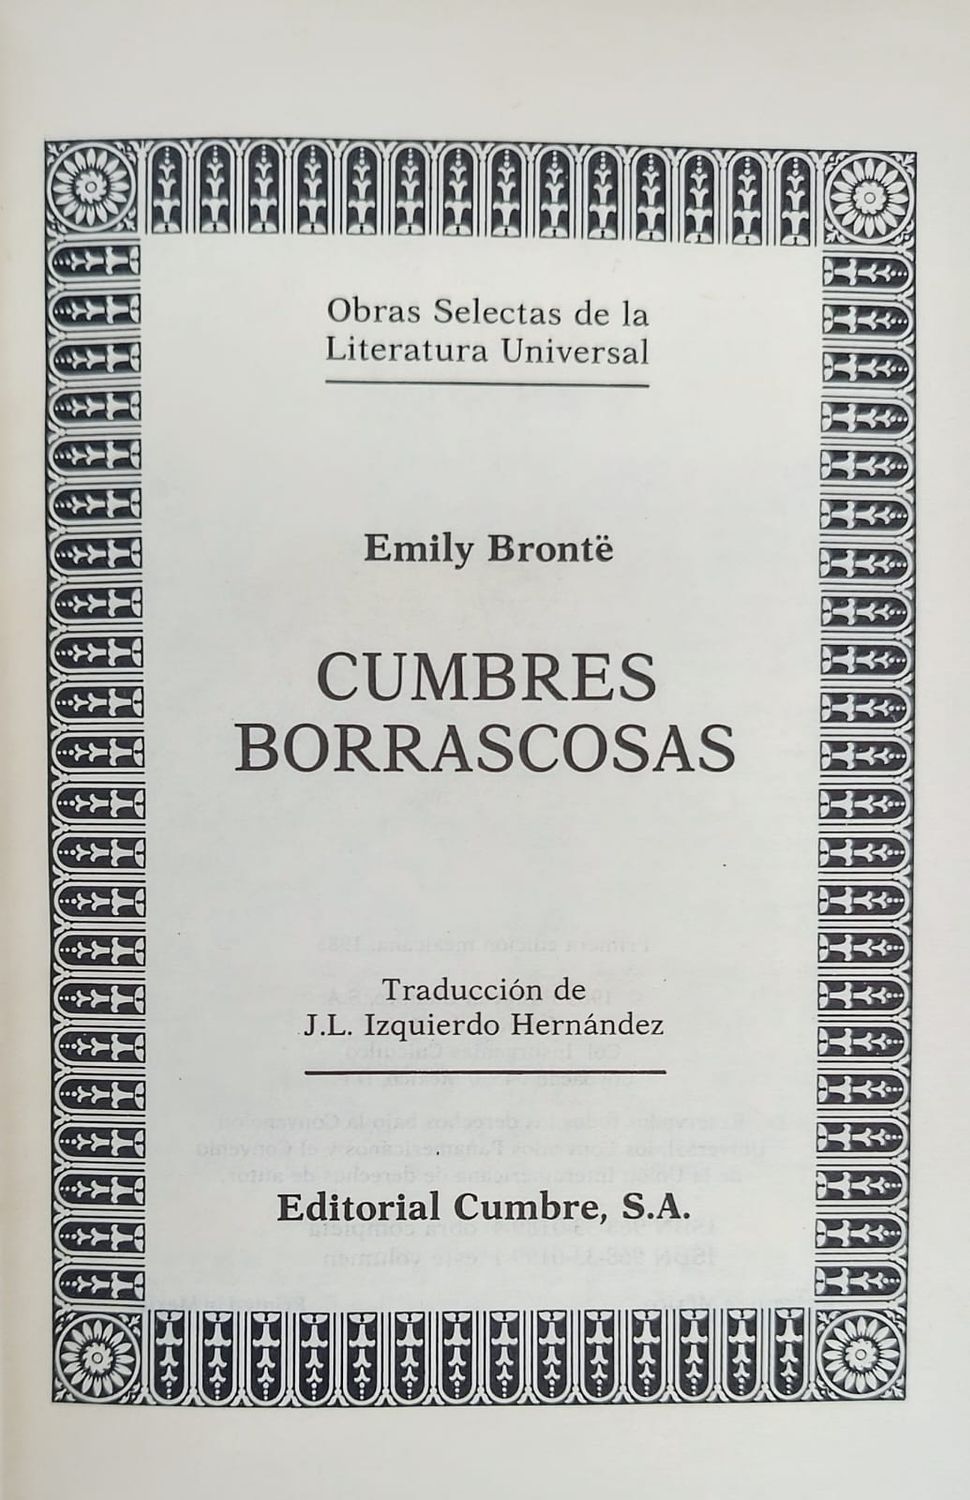 Obras Selectas de la
Literatura Universal
Emily Brontë
CUMBRES
BORRASCOSAS
Traducción de
J.L. Izquierdo Hernández
Editorial Cumbre, S.A.